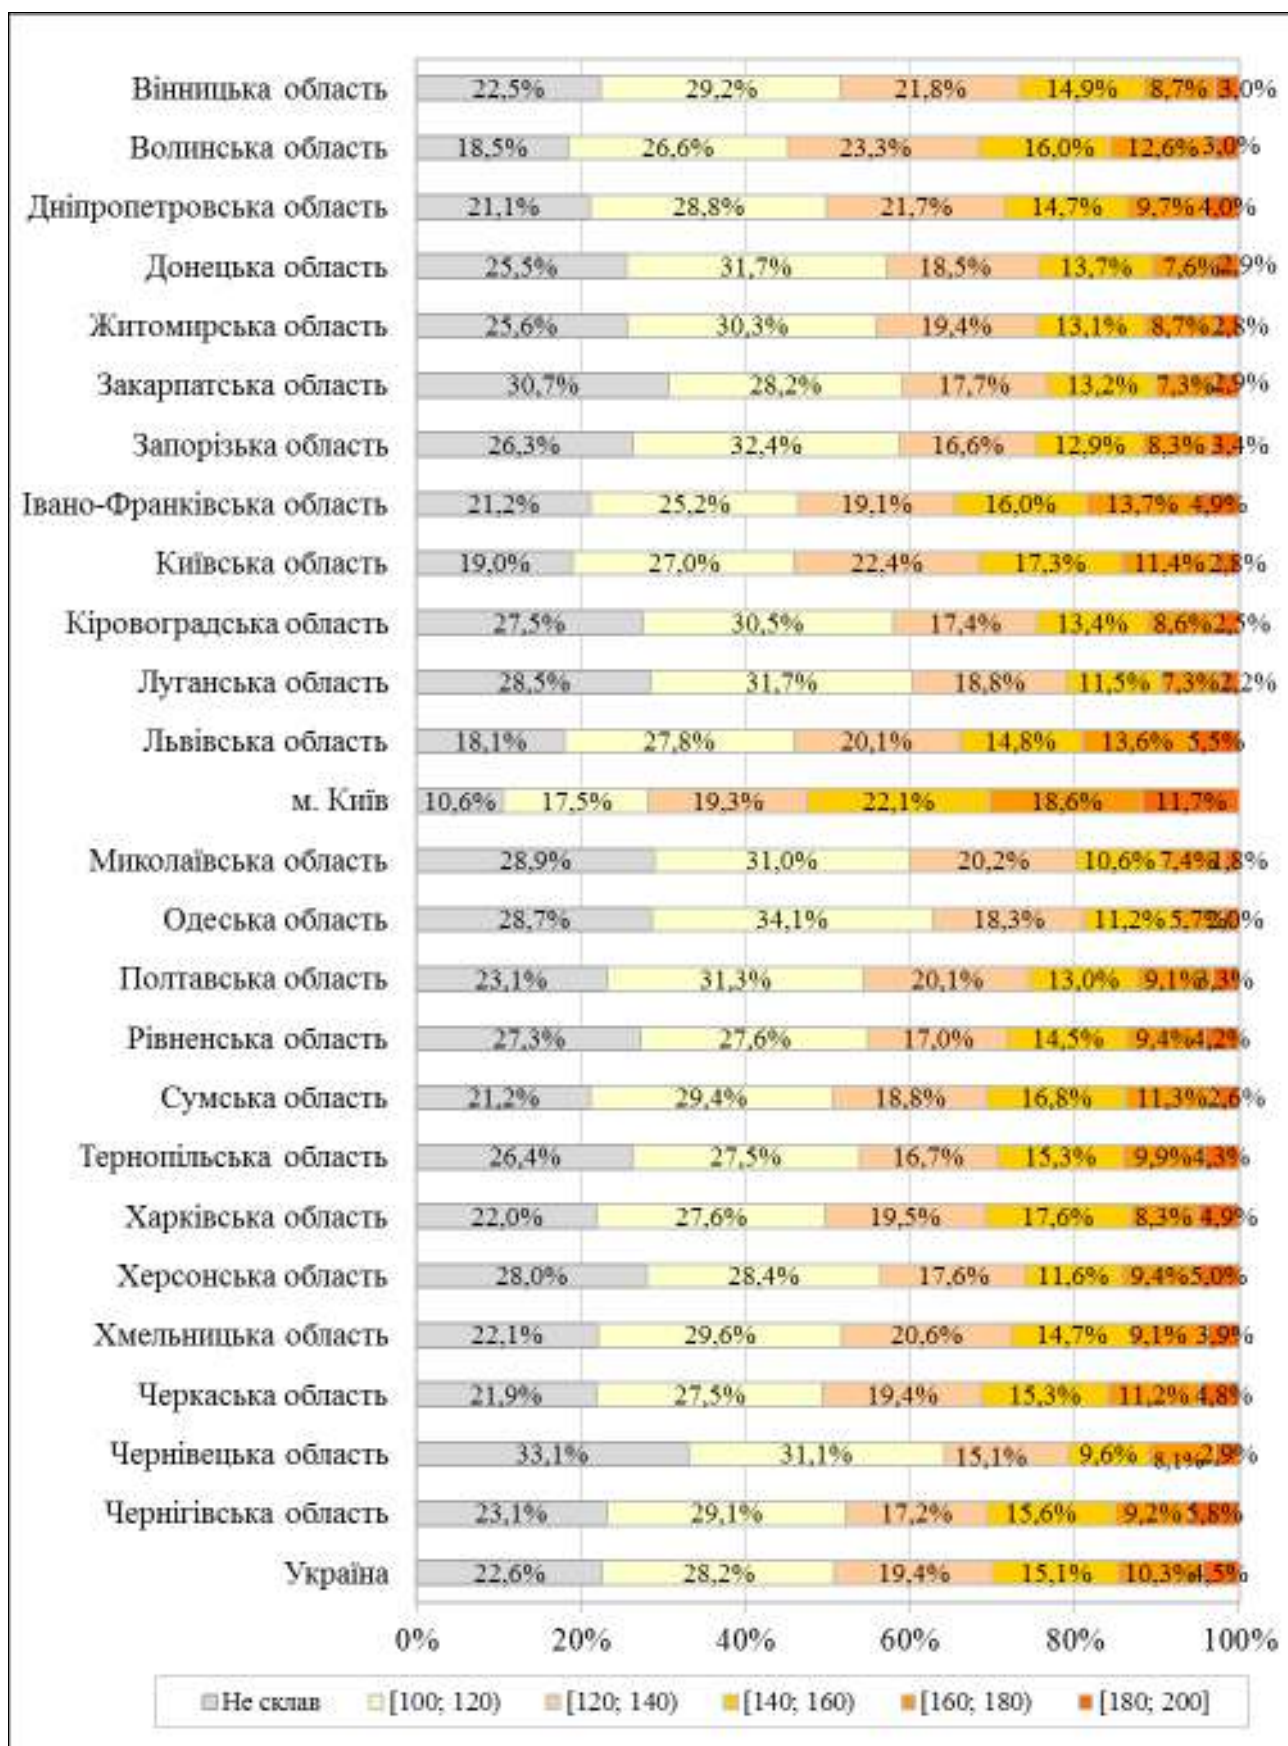 Вінницька область 22,5% 29,2% 21,8% 14,9% 8,7% 3,0%
Волинська область 18,5% 26,6% 23,3% 16,0% 12,6% 3,0%
Дніпропетровська область 21,1% 28,8% 21,7% 14,7% 9,7% 4,0%
Донецька область 25,5% 31,7% 18,5% 13,7% 7,6% 2,9%
Житомирська область 25,6% 30,3% 19,4% 13,1% 8,7% 2,8%
Закарпатська область 30,7% 28,2% 17,7% 13,2% 7,3% 2,9%
Запорізька область 26,3% 32,4% 16,6% 12,9% 8,3% 3,4%
Івано-Франківська область 21,2% 25,2% 19,1% 16,0% 13,7% 4,9%
Київська область 19,0% 27,0% 22,4% 17,3% 11,4% 2,8%
Кіровоградська область 27,5% 30,5% 17,4% 13,4% 8,6% 2,5%
Луганська область 28,5% 31,7% 18,8% 11,5% 7,3% 2,2%
Львівська область 18,1% 27,8% 20,1% 14,8% 13,6% 5,5%
м. Київ 10,6% 17,5% 19,3% 22,1% 18,6% 11,7%
Миколаївська область 28,9% 31,0% 20,2% 10,6% 7,4% 1,8%
Одеська область 28,7% 34,1% 18,3% 11,2% 5,7% 2,0%
Полтавська область 23,1% 31,3% 20,1% 13,0% 9,1% 3,3%
Рівненська область 27,3% 27,6% 17,0% 14,5% 9,4% 4,2%
Сумська область 21,2% 29,4% 18,8% 16,8% 11,3% 2,6%
Тернопільська область 26,4% 27,5% 16,7% 15,3% 9,9% 4,3%
Харківська область 22,0% 27,6% 19,5% 17,6% 8,3% 4,9%
Херсонська область 28,0% 28,4% 17,6% 11,6% 9,4% 5,0%
Хмельницька область 22,1% 29,6% 20,6% 14,7% 9,1% 3,9%
Черкаська область 21,9% 27,5% 19,4% 15,3% 11,2% 4,8%
Чернівецька область 33,1% 31,1% 15,1% 9,6% 8,1% 2,9%
Чернігівська область 23,1% 29,1% 17,2% 15,6% 9,2% 5,8%
Україна 22,6% 28,2% 19,4% 15,1% 10,3% 4,5%
0% 20% 40% 60% 80% 100%
Не склав [100; 120) [120; 140) [140; 160) [160; 180) [180; 200]